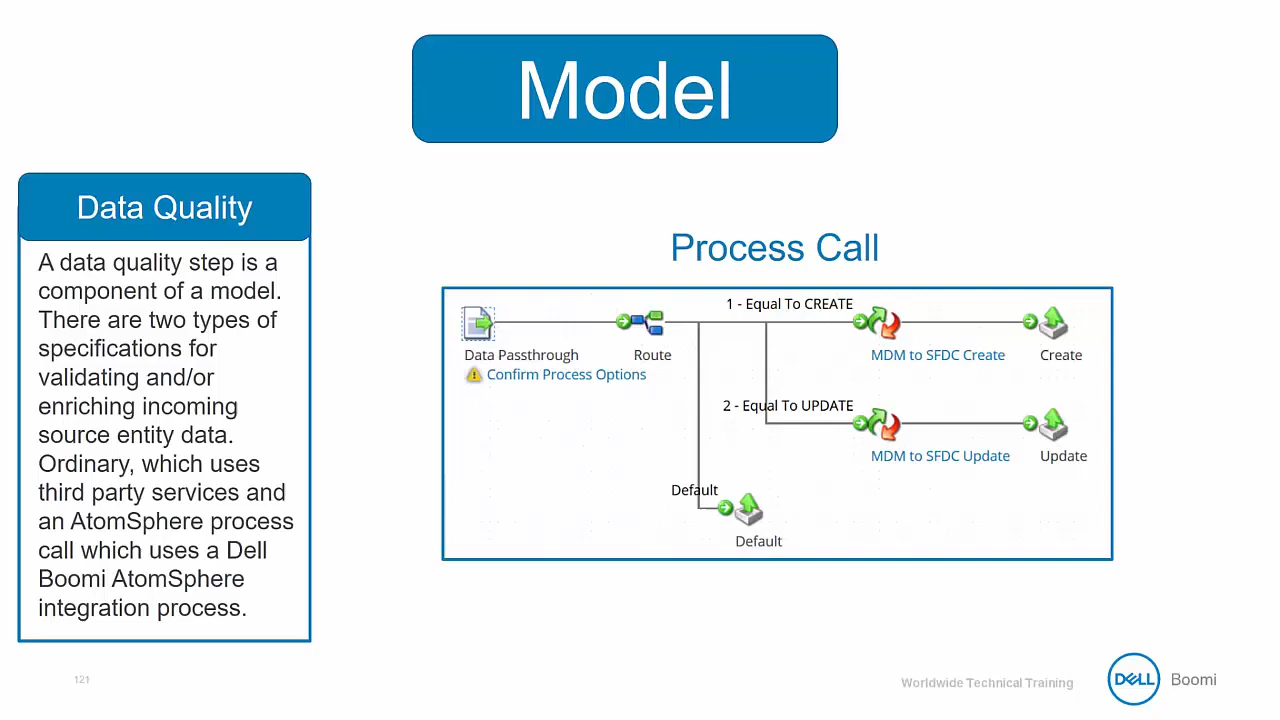 Model
Data Quality
A data quality step is a
component of a model.
There are two types of
specifications for
validating and/or
enriching incoming
source entity data.
Ordinary, which uses
third party services and
an AtomSphere process
call which uses a Dell
Boomi AtomSphere
integration process.
Process Call
1 - Equal To CREATE
Data Passthrough
Route
MDM to SFDC Create
Create
Confirm Process Options
2 - Equal To UPDATE
MDM to SFDC Update
Update
Default
Default
121
Worldwide Technical Training
DELL
Boomi